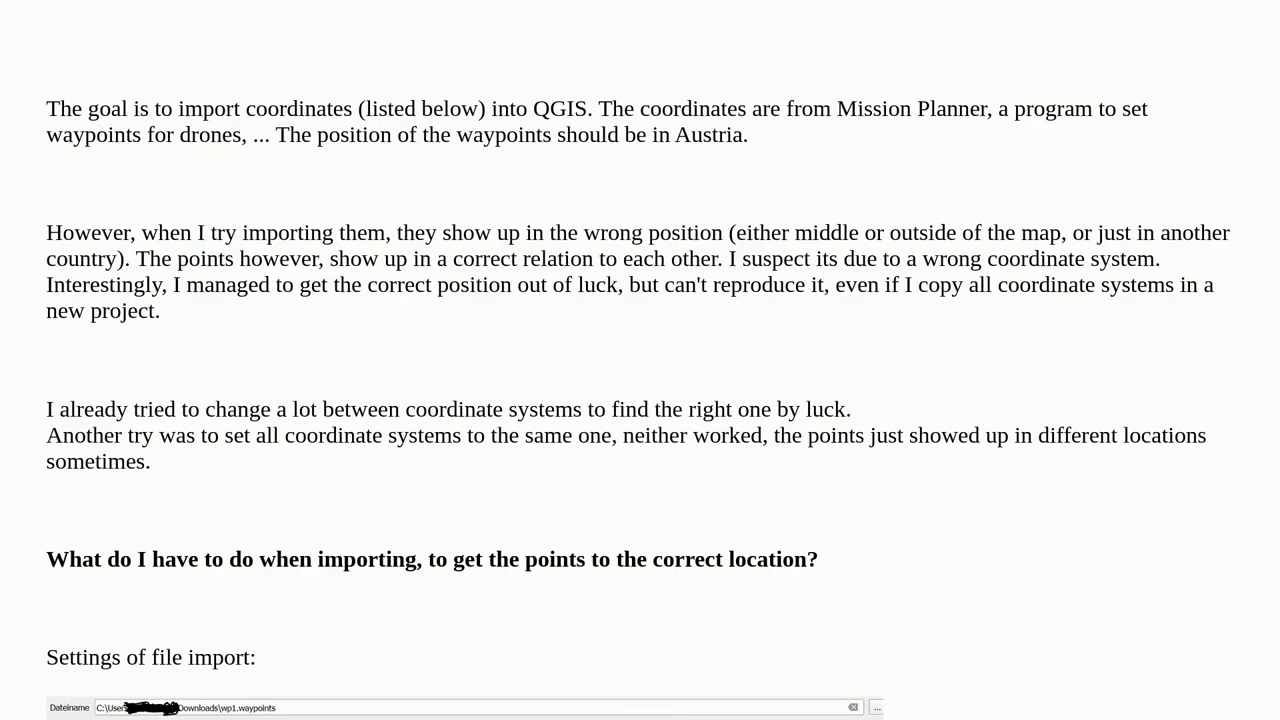 The goal is to import coordinates (listed below) into QGIS. The coordinates are from Mission Planner, a program to set
waypoints for drones, ... The position of the waypoints should be in Austria.
However, when I try importing them, they show up in the wrong position (either middle or outside of the map, or just in another
country). The points however, show up in a correct relation to each other. I suspect its due to a wrong coordinate system.
Interestingly, I managed to get the correct position out of luck, but can't reproduce it, even if I copy all coordinate systems in a
new project.
I already tried to change a lot between coordinate systems to find the right one by luck.
Another try was to set all coordinate systems to the same one, neither worked, the points just showed up in different locations
sometimes.
What do I have to do when importing, to get the points to the correct location?
Settings of file import:
Dateiname C:\User Downloads\wp1.waypoints ...